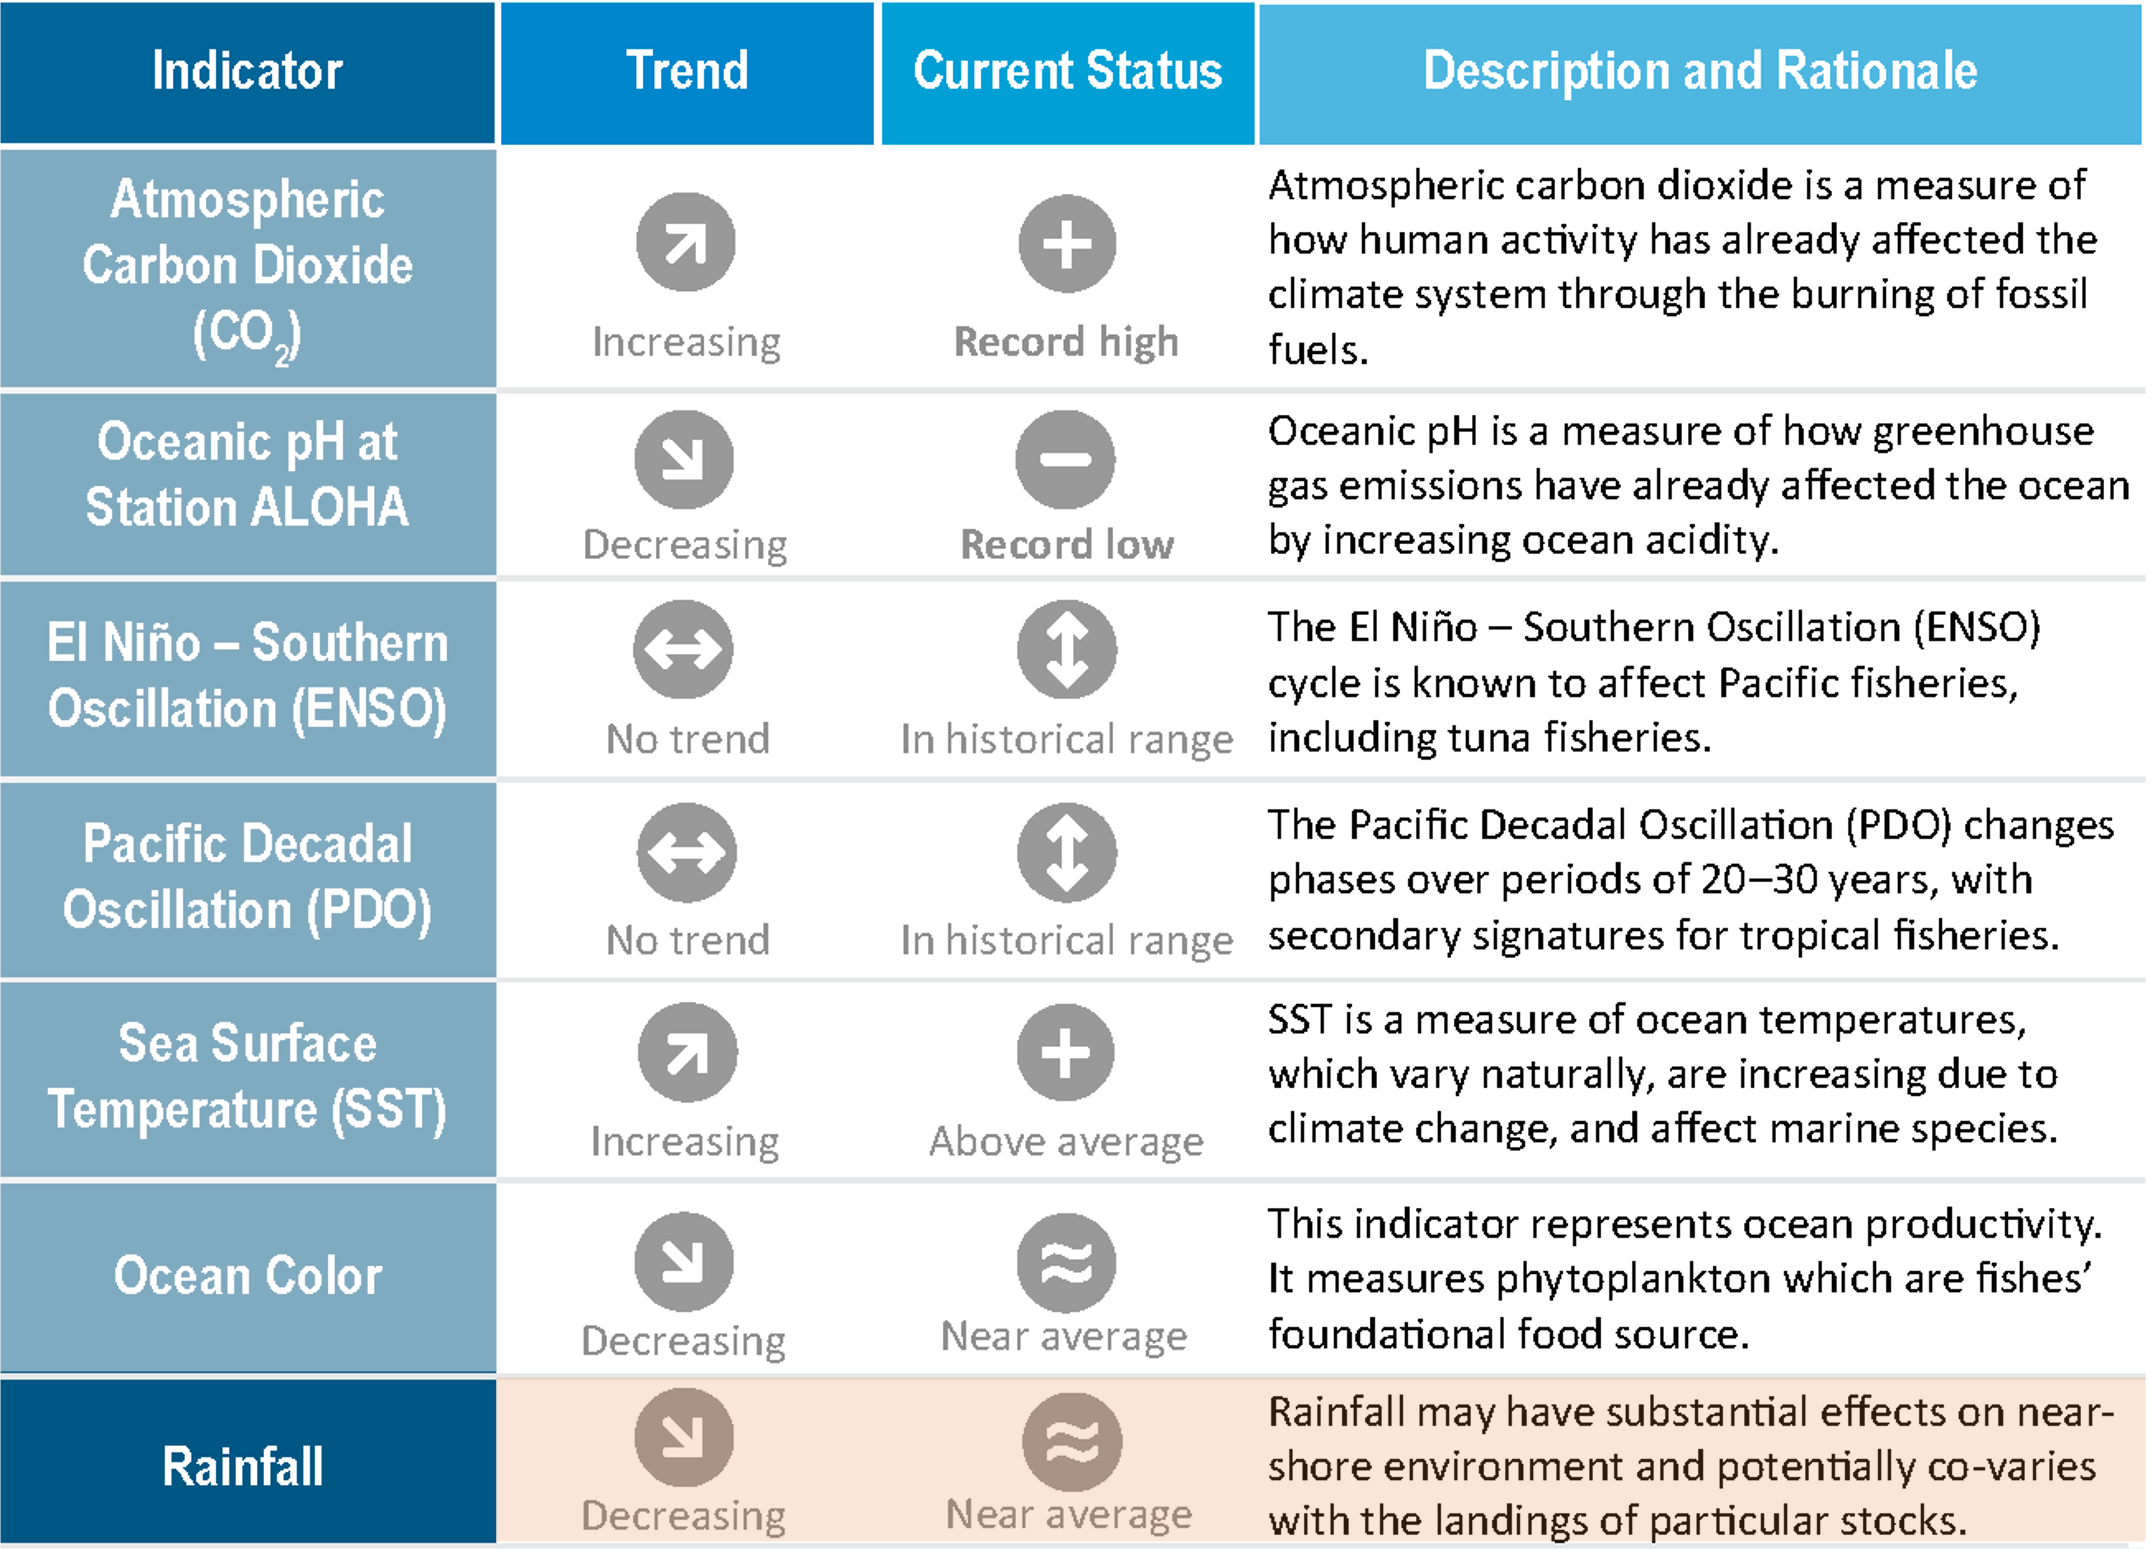 Indicator
Trend
Current Status
Description and Rationale
Atmospheric
Carbon Dioxide
(CO₂)
Increasing
Record high
Atmospheric carbon dioxide is a measure of
how human activity has already affected the
climate system through the burning of fossil
fuels.
Oceanic pH at
Station ALOHA
Decreasing
Record low
Oceanic pH is a measure of how greenhouse
gas emissions have already affected the ocean
by increasing ocean acidity.
El Niño – Southern
Oscillation (ENSO)
No trend
In historical range
The El Niño – Southern Oscillation (ENSO)
cycle is known to affect Pacific fisheries,
including tuna fisheries.
Pacific Decadal
Oscillation (PDO)
No trend
In historical range
The Pacific Decadal Oscillation (PDO) changes
phases over periods of 20–30 years, with
secondary signatures for tropical fisheries.
Sea Surface
Temperature (SST)
Increasing
Above average
SST is a measure of ocean temperatures,
which vary naturally, are increasing due to
climate change, and affect marine species.
Ocean Color
Decreasing
Near average
This indicator represents ocean productivity.
It measures phytoplankton which are fishes’
foundational food source.
Rainfall
Decreasing
Near average
Rainfall may have substantial effects on near-
shore environment and potentially co-varies
with the landings of particular stocks.